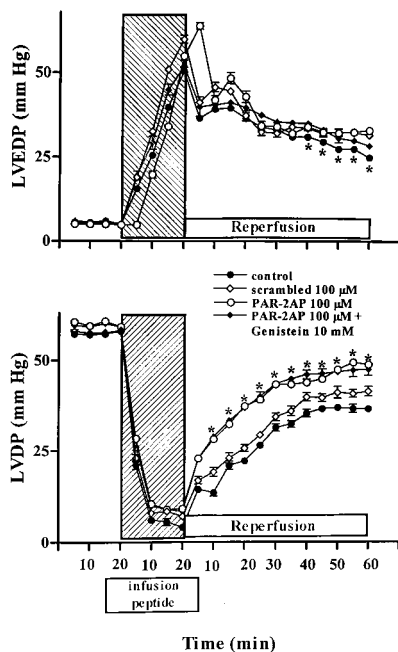 LVEDP (mm Hg)
50
25
0
* * * * *
Reperfusion
control
scrambled 100 µM
PAR-2AP 100 µM
PAR-2AP 100 µM +
Genistein 10 mM
LVDP (mm Hg)
50
25
0
* * * * * * * * * * *
Reperfusion
10 20 10 20 10 20 30 40 50 60
infusion
peptide
Time (min)